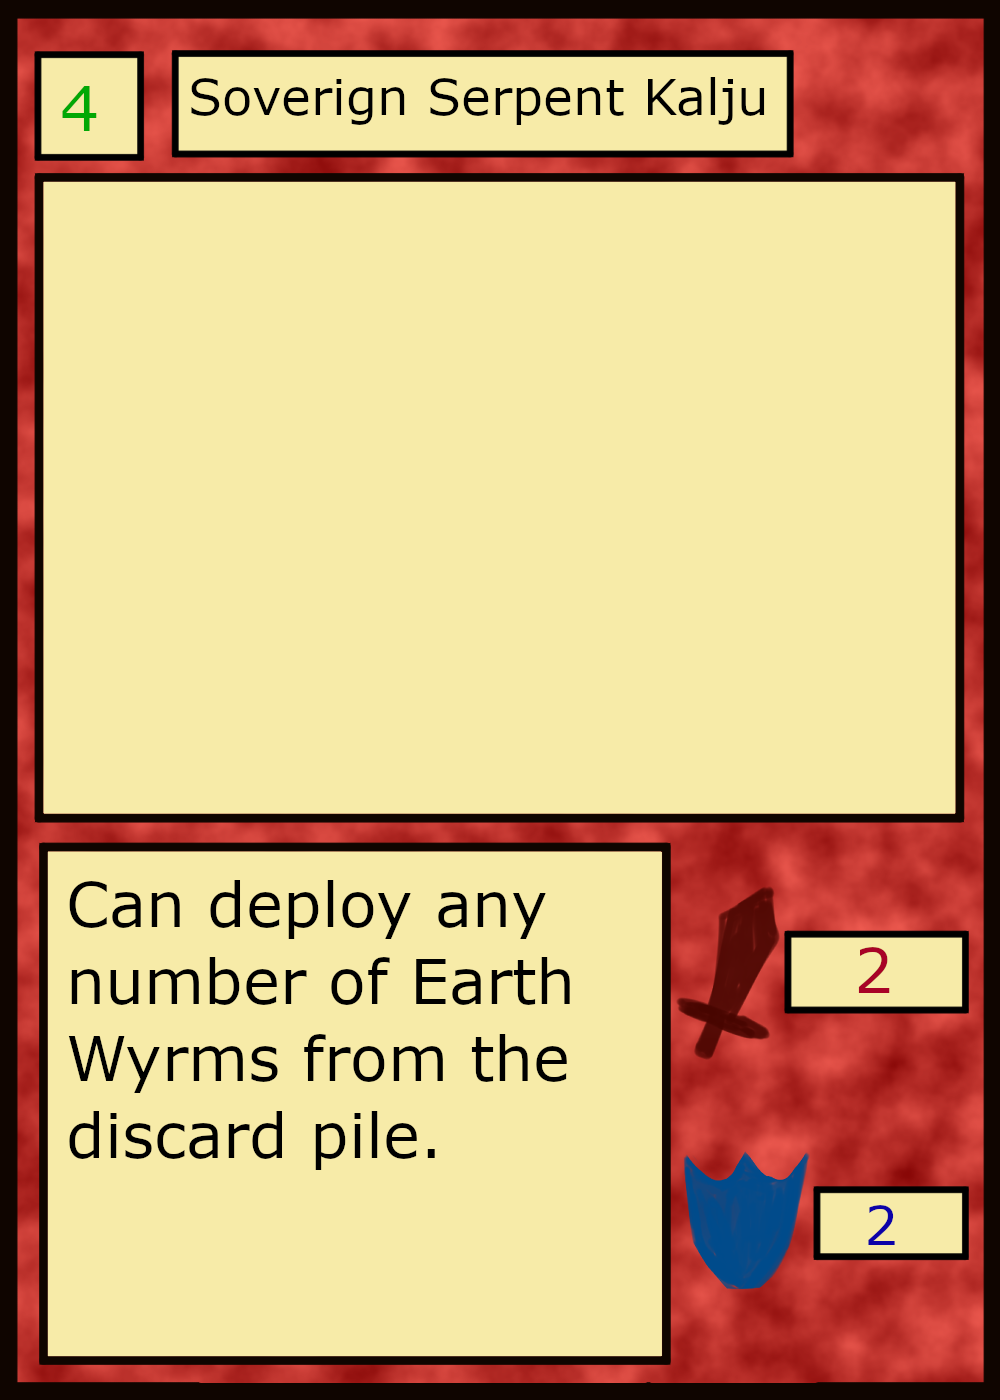 4
Soverign Serpent Kalju
Can deploy any
number of Earth
Wyrms from the
discard pile.
2
2